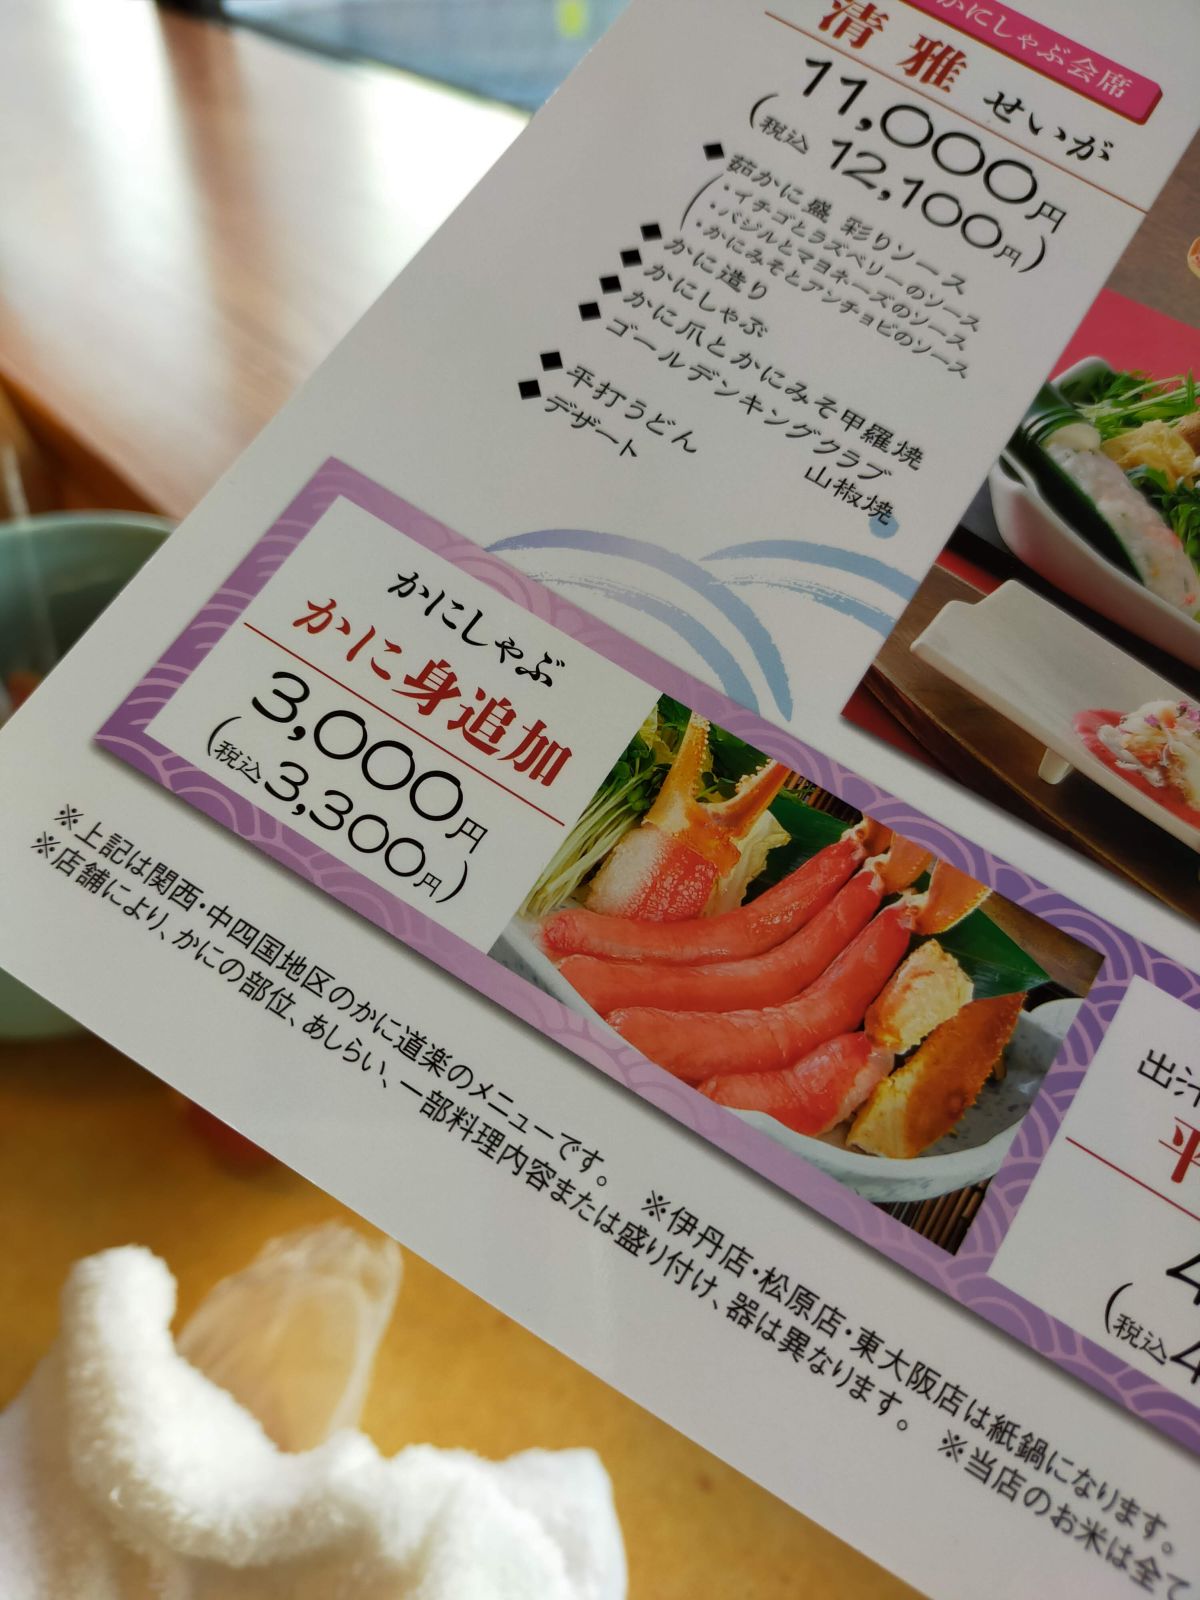 かにしゃぶ会席
清雅 せいが
11,000円
(税込 12,100円)
◆茹かに盛 彩りソース
・イチゴとラズベリーのソース
・バジルとマヨネーズのソース
・かにみそとアンチョビのソース
◆かに造り
◆かにしゃぶ
◆かに爪とかにみそ甲羅焼
◆ゴールデンキングクラブ
山椒焼
◆平打うどん
◆デザート
かにしゃぶ
かに身追加
3,000円
(税込3,300円)
出汁
平
4
(税込4
※上記は関西・中四国地区のかに道楽のメニューです。 ※伊丹店・松原店・東大阪店は紙鍋になります。
※店舗により、かにの部位、あしらい、一部料理内容または盛り付け、器は異なります。 ※当店のお米は全て